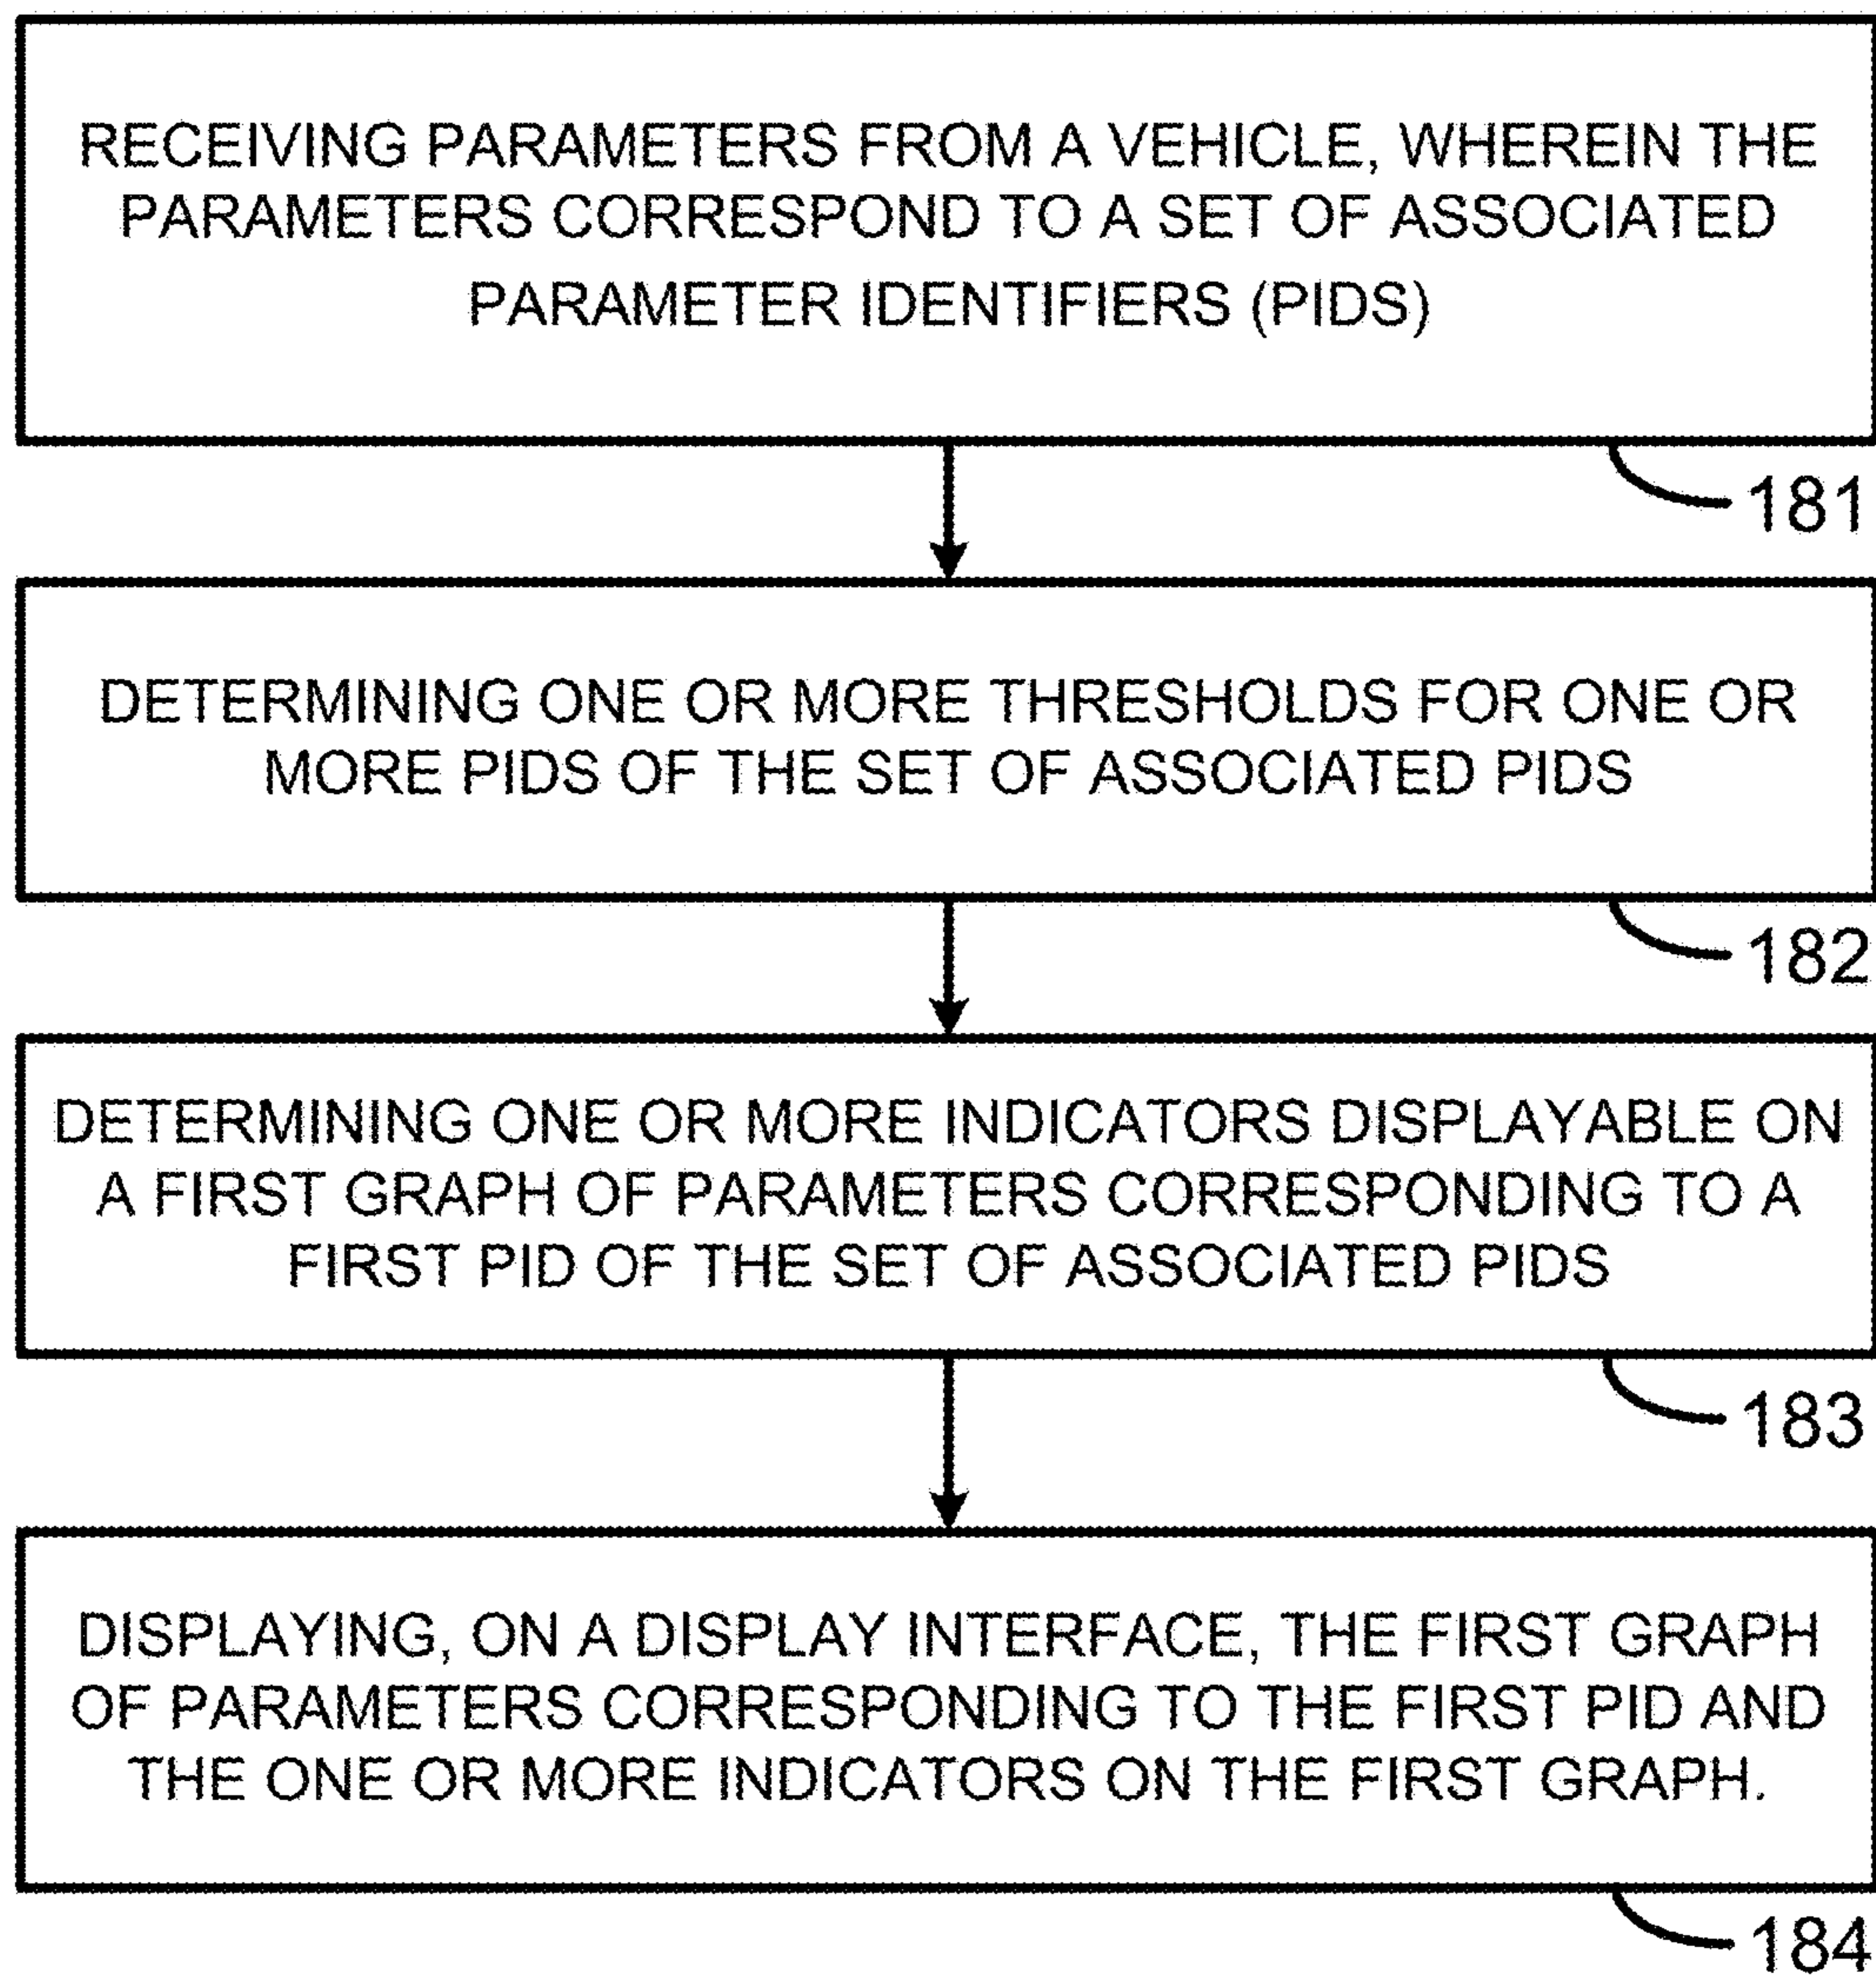 RECEIVING PARAMETERS FROM A VEHICLE, WHEREIN THE
PARAMETERS CORRESPOND TO A SET OF ASSOCIATED
PARAMETER IDENTIFIERS (PIDS)
181
DETERMINING ONE OR MORE THRESHOLDS FOR ONE OR
MORE PIDS OF THE SET OF ASSOCIATED PIDS
182
DETERMINING ONE OR MORE INDICATORS DISPLAYABLE ON
A FIRST GRAPH OF PARAMETERS CORRESPONDING TO A
FIRST PID OF THE SET OF ASSOCIATED PIDS
183
DISPLAYING, ON A DISPLAY INTERFACE, THE FIRST GRAPH
OF PARAMETERS CORRESPONDING TO THE FIRST PID AND
THE ONE OR MORE INDICATORS ON THE FIRST GRAPH.
184